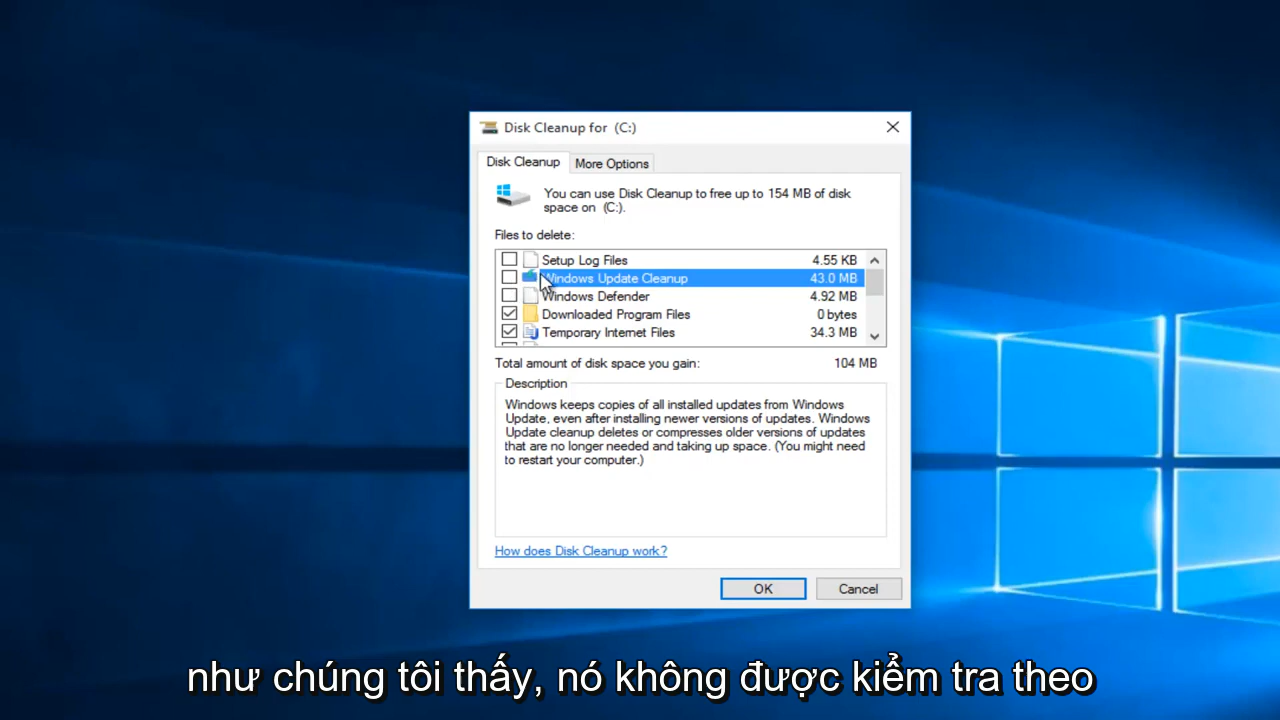 Disk Cleanup for (C:)
Disk Cleanup
More Options
You can use Disk Cleanup to free up to 154 MB of disk
space on (C:).
Files to delete:
Setup Log Files 4.55 KB
Windows Update Cleanup 43.0 MB
Windows Defender 4.92 MB
Downloaded Program Files 0 bytes
Temporary Internet Files 34.3 MB
Total amount of disk space you gain: 104 MB
Description
Windows keeps copies of all installed updates from Windows
Update, even after installing newer versions of updates. Windows
Update cleanup deletes or compresses older versions of updates
that are no longer needed and taking up space. (You might need
to restart your computer.)
How does Disk Cleanup work?
OK
Cancel
như chúng tôi thấy, nó không được kiểm tra theo